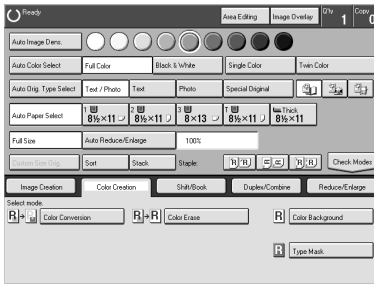 Ready
Area Editing
Image Overlay
Q'ty
1
Copy
0
Auto Image Dens.
Auto Color Select
Full Color
Black & White
Single Color
Twin Color
Auto Orig. Type Select
Text / Photo
Text
Photo
Special Original
Auto Paper Select
1
8½×11
2
8½×11
3
8×13
T
8½×11
Thick
8½×11
Full Size
Auto Reduce/Enlarge
100%
Custom Size Orig.
Sort
Stack
Staple:
Check Modes
Image Creation
Color Creation
Shift/Book
Duplex/Combine
Reduce/Enlarge
Select mode.
Color Conversion
Color Erase
Color Background
Type Mask